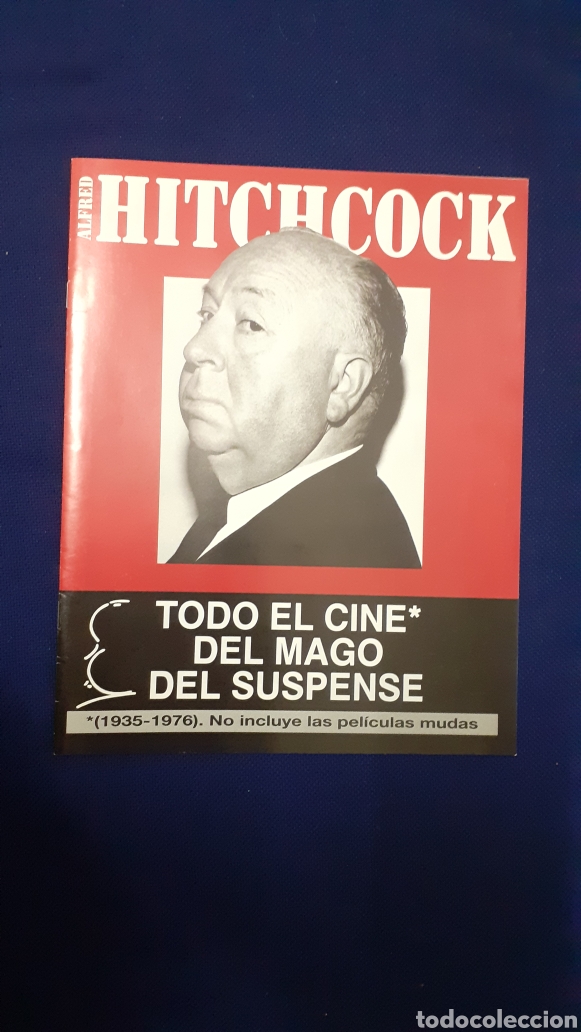 ALFRED
HITCHCOCK
TODO EL CINE*
DEL MAGO
DEL SUSPENSE
*(1935-1976). No incluye las películas mudas
todocoleccion